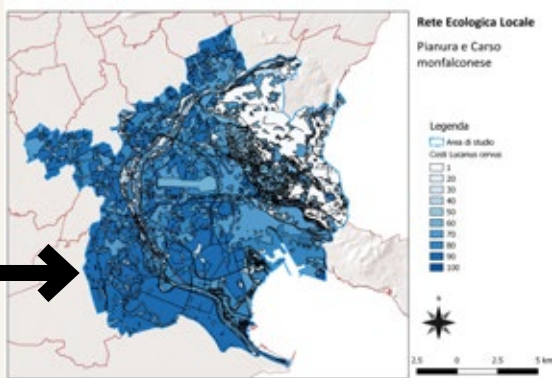 Rete Ecologica Locale
Pianura e Carso
monfalconese
Legenda
Area di studio
Costi Lucanus cervus
1
20
30
40
50
60
70
80
90
100
2.5 0 2.5 5 km